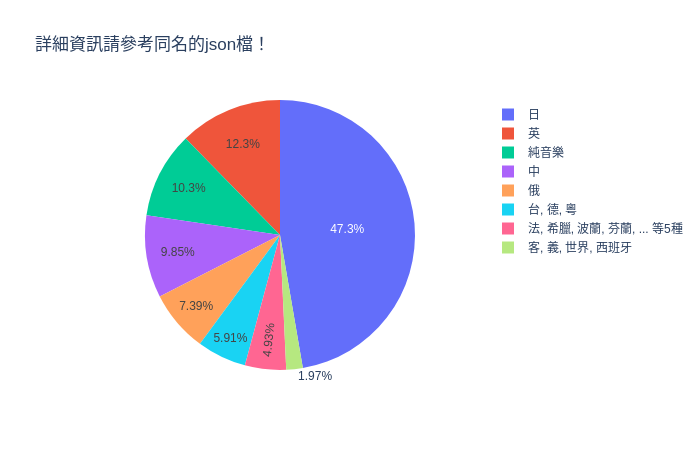 詳細資訊請參考同名的json檔！
日
英
純音樂
中
俄
台, 德, 粵
法, 希臘, 波蘭, 芬蘭, ... 等5種
客, 義, 世界, 西班牙
47.3%
12.3%
10.3%
9.85%
7.39%
5.91%
4.93%
1.97%